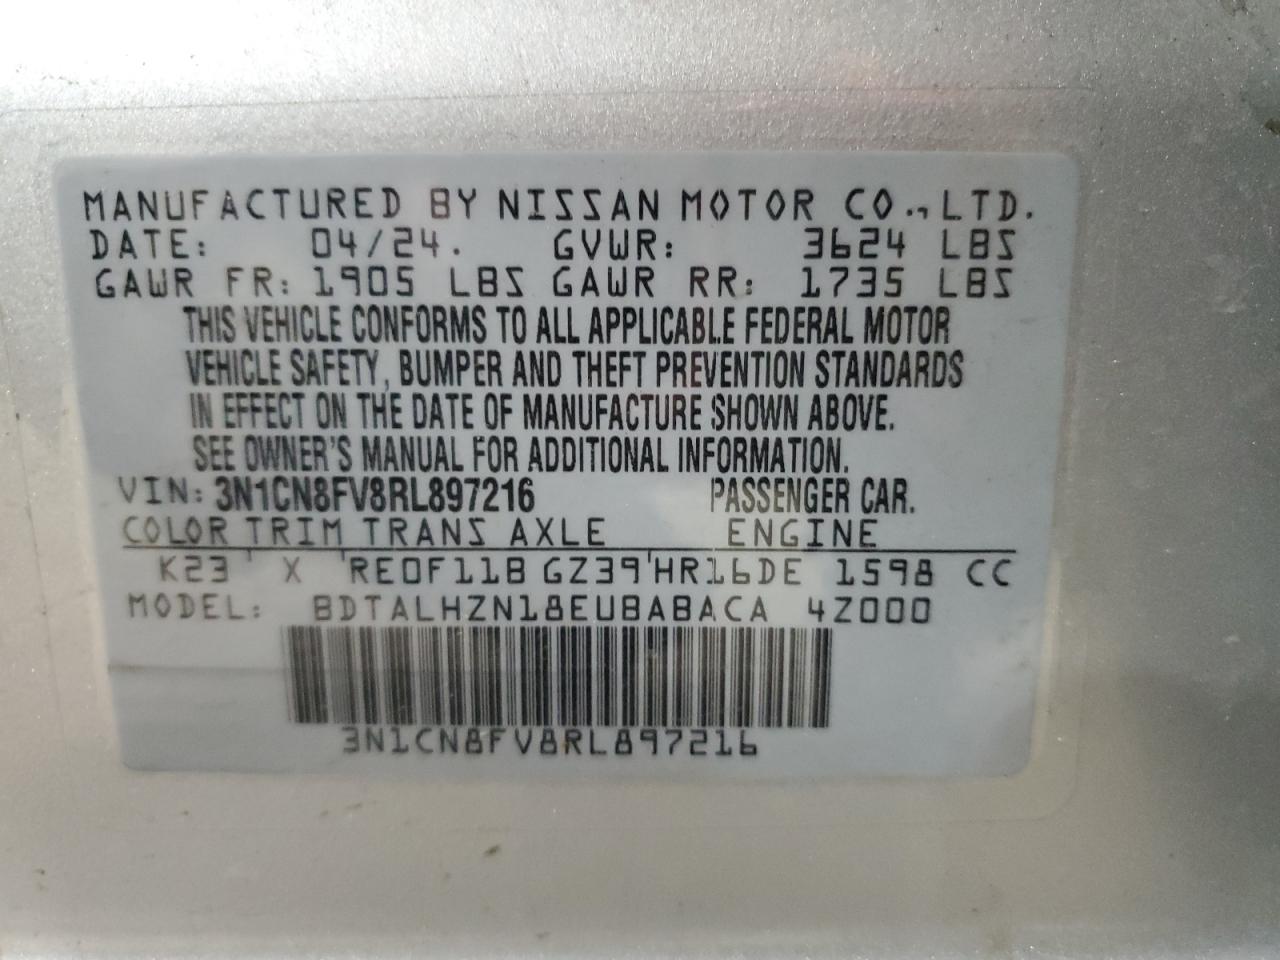 MANUFACTURED BY NISSAN MOTOR CO., LTD.
DATE: 04/24. GVWR: 3624 LBS
GAWR FR: 1905 LBS GAWR RR: 1735 LBS
THIS VEHICLE CONFORMS TO ALL APPLICABLE FEDERAL MOTOR
VEHICLE SAFETY, BUMPER AND THEFT PREVENTION STANDARDS
IN EFFECT ON THE DATE OF MANUFACTURE SHOWN ABOVE.
SEE OWNER'S MANUAL FOR ADDITIONAL INFORMATION.
VIN: 3N1CN8FV8RL897216 PASSENGER CAR.
COLOR TRIM TRANS AXLE ENGINE
K23 X RE0F11B GZ39 HR16DE 1598 CC
MODEL: BDTALHZN18EUBABACA 4Z000
3N1CN8FV8RL897216